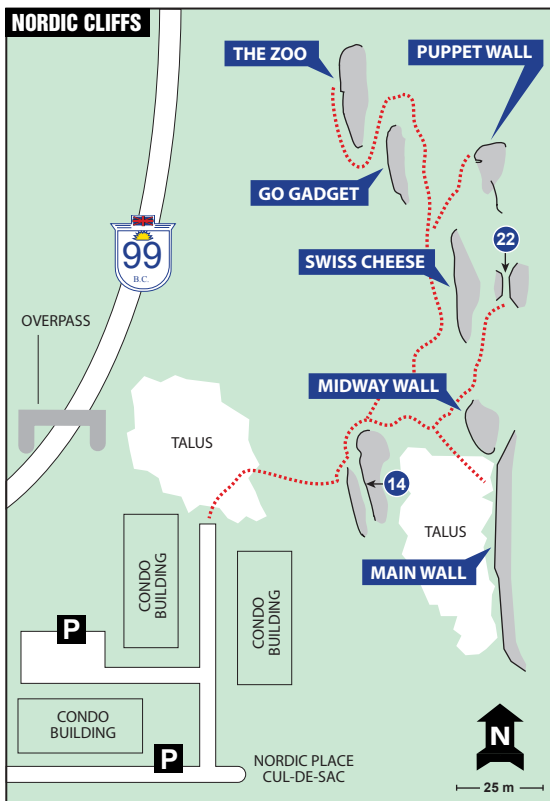 NORDIC CLIFFS
THE ZOO
PUPPET WALL
GO GADGET
22
99
B.C.
SWISS CHEESE
OVERPASS
MIDWAY WALL
TALUS
14
TALUS
MAIN WALL
CONDO
BUILDING
CONDO
BUILDING
P
CONDO
BUILDING
P
NORDIC PLACE
CUL-DE-SAC
N
25 m